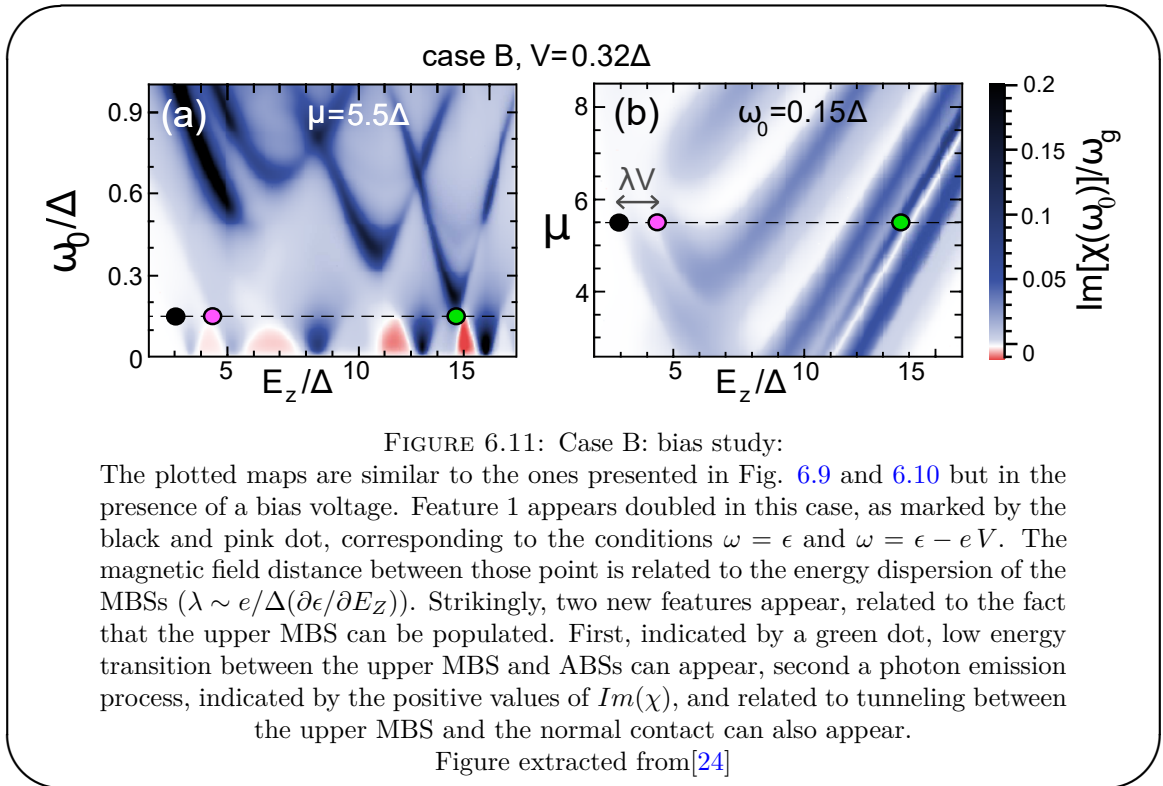 case B, V=0.32Δ
(a)
μ=5.5Δ
0.9
0.6
0.3
0
ω₀/Δ
5
10
15
E_z/Δ
(b)
ω₀=0.15Δ
λV
8
6
4
μ
5
10
15
E_z/Δ
0.2
0.15
0.1
0.05
0
Im[χ(ω₀)]/ω_g
FIGURE 6.11: Case B: bias study:
The plotted maps are similar to the ones presented in Fig. 6.9 and 6.10 but in the
presence of a bias voltage. Feature 1 appears doubled in this case, as marked by the
black and pink dot, corresponding to the conditions ω = ϵ and ω = ϵ − e V. The
magnetic field distance between those point is related to the energy dispersion of the
MBSs (λ ∼ e/Δ(∂ϵ/∂E_Z)). Strikingly, two new features appear, related to the fact
that the upper MBS can be populated. First, indicated by a green dot, low energy
transition between the upper MBS and ABSs can appear, second a photon emission
process, indicated by the positive values of Im(χ), and related to tunneling between
the upper MBS and the normal contact can also appear.
Figure extracted from[24]